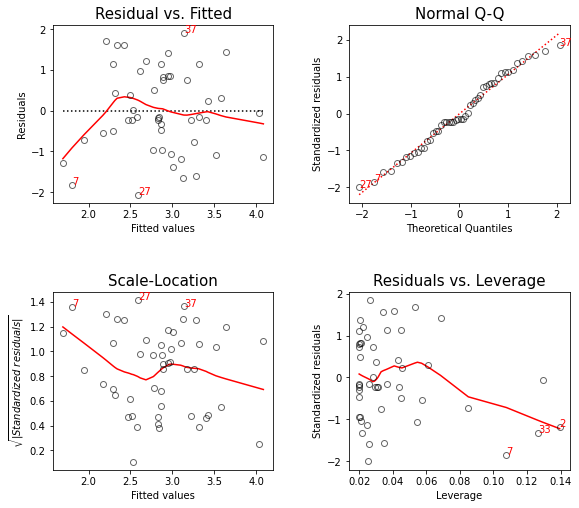 Residual vs. Fitted
Residuals
2
1
0
−1
−2
37
7
27
2.0 2.5 3.0 3.5 4.0
Fitted values
Normal Q-Q
Standardized residuals
2
1
0
−1
−2
37
7
27
−2 −1 0 1 2
Theoretical Quantiles
Scale-Location
√|Standardized residuals|
1.4
1.2
1.0
0.8
0.6
0.4
0.2
27
37
7
2.0 2.5 3.0 3.5 4.0
Fitted values
Residuals vs. Leverage
Standardized residuals
2
1
0
−1
−2
2
33
7
0.02 0.04 0.06 0.08 0.10 0.12 0.14
Leverage